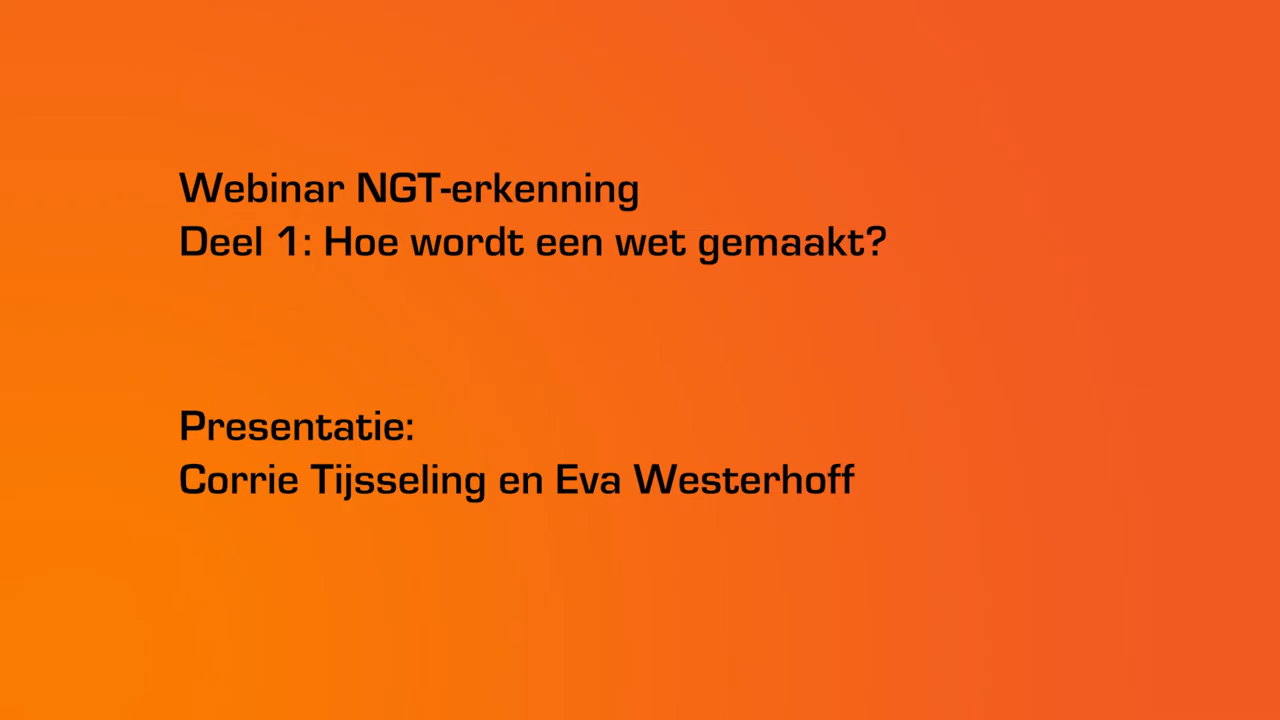 Webinar NGT-erkenning
Deel 1: Hoe wordt een wet gemaakt?
Presentatie:
Corrie Tijsseling en Eva Westerhoff